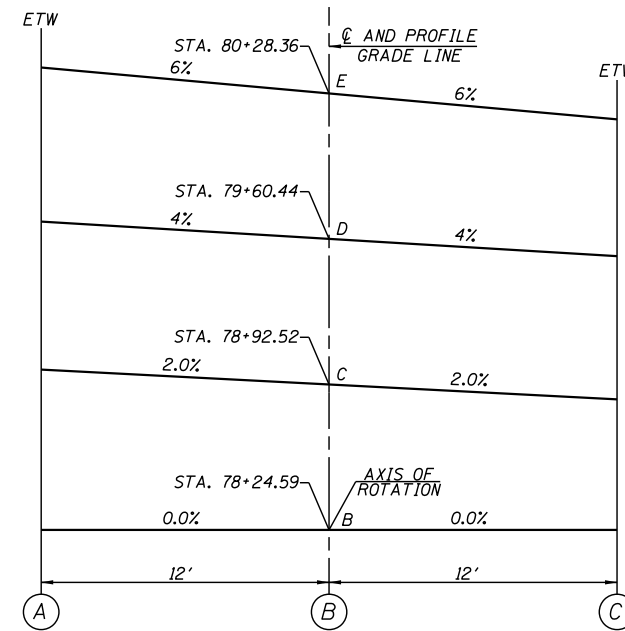 ETW
STA. 80+28.36
℄ AND PROFILE
GRADE LINE
6%
E
6%
ETW
STA. 79+60.44
4%
D
4%
STA. 78+92.52
2.0%
C
2.0%
STA. 78+24.59
AXIS OF
ROTATION
0.0%
B
0.0%
12'
12'
A
B
C